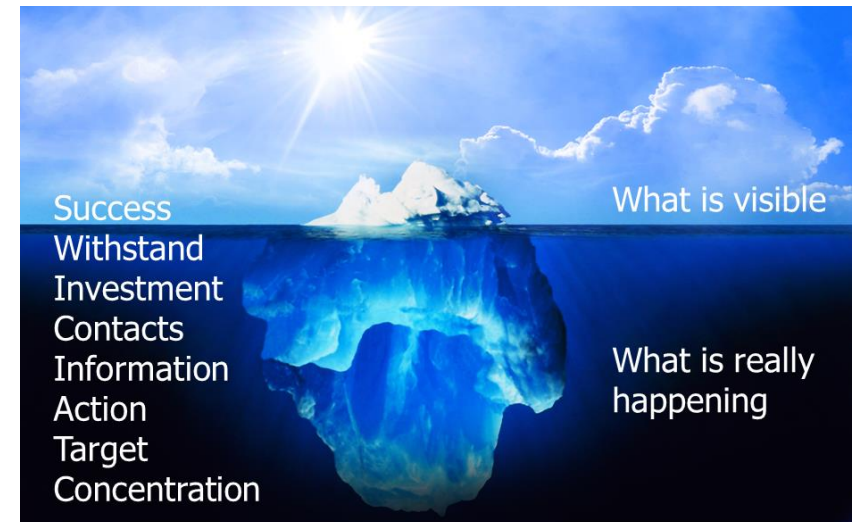 Success
Withstand
Investment
Contacts
Information
Action
Target
Concentration
What is visible
What is really
happening